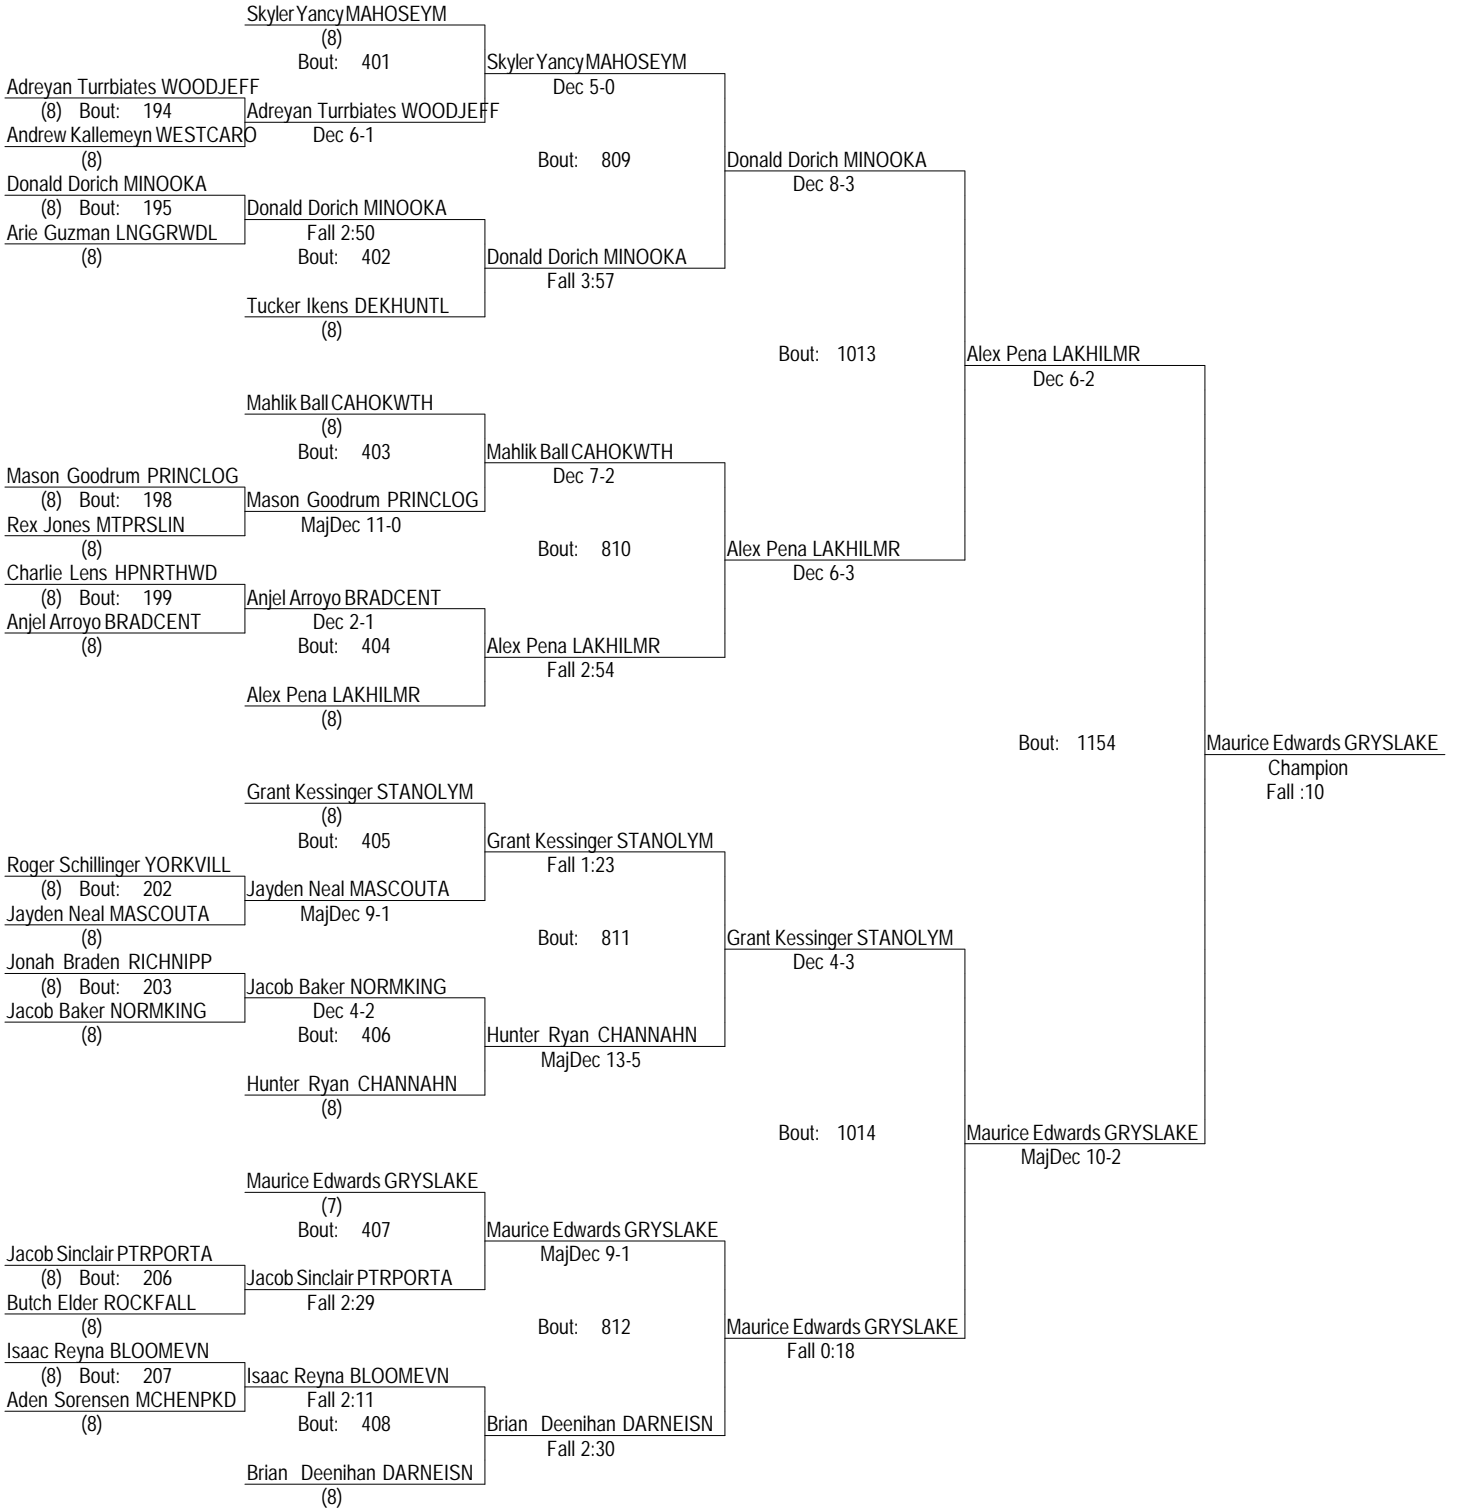 Skyler Yancy MAHOSEYM
(8)
Bout: 401
Skyler Yancy MAHOSEYM
Dec 5-0
Adreyan Turrbiates WOODJEFF
(8) Bout: 194
Adreyan Turrbiates WOODJEFF
Dec 6-1
Andrew Kallemeyn WESTCARO
(8)
Bout: 809
Donald Dorich MINOOKA
Dec 8-3
Donald Dorich MINOOKA
(8) Bout: 195
Donald Dorich MINOOKA
Fall 2:50
Arie Guzman LNGGRWDL
(8)
Bout: 402
Donald Dorich MINOOKA
Fall 3:57
Tucker Ikens DEKHUNTL
(8)
Bout: 1013
Alex Pena LAKHILMR
Dec 6-2
Mahlik Ball CAHOKWTH
(8)
Bout: 403
Mahlik Ball CAHOKWTH
Dec 7-2
Mason Goodrum PRINCLOG
(8) Bout: 198
Mason Goodrum PRINCLOG
MajDec 11-0
Rex Jones MTPRSLIN
(8)
Bout: 810
Alex Pena LAKHILMR
Dec 6-3
Charlie Lens HPNRTHWD
(8) Bout: 199
Anjel Arroyo BRADCENT
Dec 2-1
Anjel Arroyo BRADCENT
(8)
Bout: 404
Alex Pena LAKHILMR
Fall 2:54
Alex Pena LAKHILMR
(8)
Bout: 1154
Maurice Edwards GRYSLAKE
Champion
Fall :10
Grant Kessinger STANOLYM
(8)
Bout: 405
Grant Kessinger STANOLYM
Fall 1:23
Roger Schillinger YORKVILL
(8) Bout: 202
Jayden Neal MASCOUTA
MajDec 9-1
Jayden Neal MASCOUTA
(8)
Bout: 811
Grant Kessinger STANOLYM
Dec 4-3
Jonah Braden RICHNIPP
(8) Bout: 203
Jacob Baker NORMKING
Dec 4-2
Jacob Baker NORMKING
(8)
Bout: 406
Hunter Ryan CHANNAHN
MajDec 13-5
Hunter Ryan CHANNAHN
(8)
Bout: 1014
Maurice Edwards GRYSLAKE
MajDec 10-2
Maurice Edwards GRYSLAKE
(7)
Bout: 407
Maurice Edwards GRYSLAKE
MajDec 9-1
Jacob Sinclair PTRPORTA
(8) Bout: 206
Jacob Sinclair PTRPORTA
Fall 2:29
Butch Elder ROCKFALL
(8)
Bout: 812
Maurice Edwards GRYSLAKE
Fall 0:18
Isaac Reyna BLOOMEVN
(8) Bout: 207
Isaac Reyna BLOOMEVN
Fall 2:11
Aden Sorensen MCHENPKD
(8)
Bout: 408
Brian Deenihan DARNEISN
Fall 2:30
Brian Deenihan DARNEISN
(8)